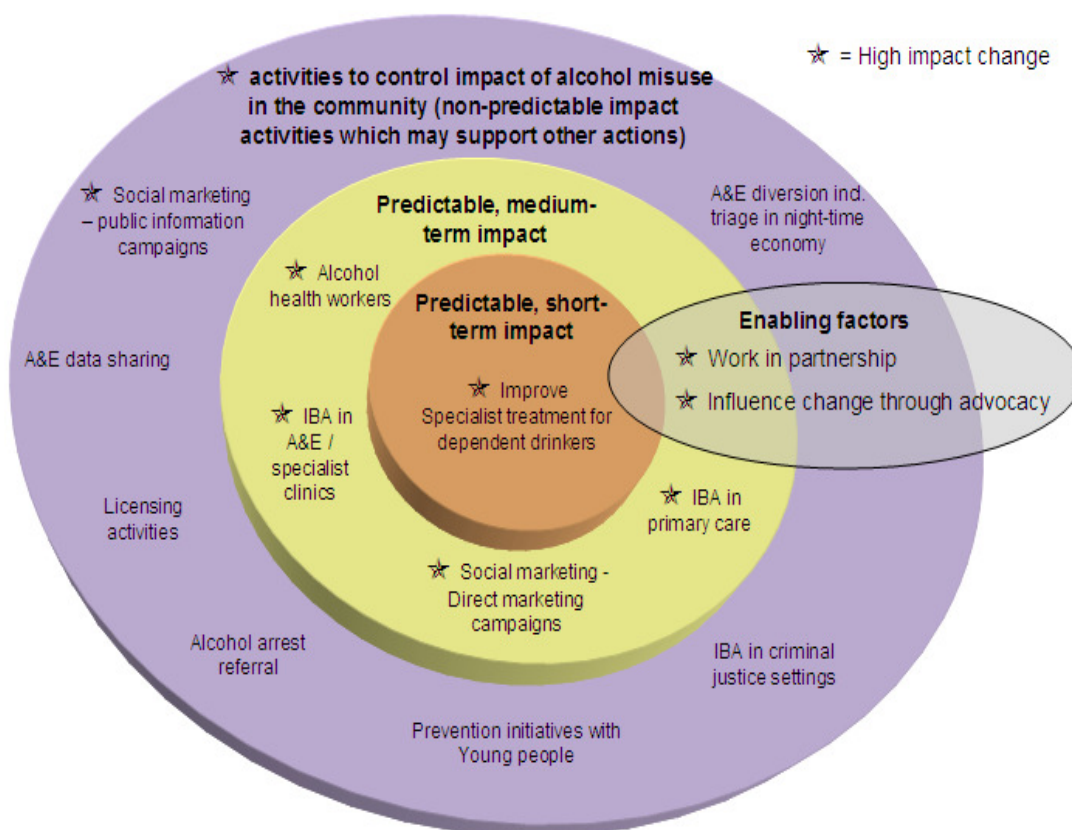 ✯ = High impact change
✯ activities to control impact of alcohol misuse
in the community (non-predictable impact
activities which may support other actions)
✯ Social marketing
– public information
campaigns
A&E diversion ind.
triage in night-time
economy
Predictable, medium-
term impact
✯ Alcohol
health workers
Predictable, short-
term impact
Enabling factors
✯ Work in partnership
✯ Influence change through advocacy
A&E data sharing
✯ Improve
Specialist treatment for
dependent drinkers
✯ IBA in
A&E /
specialist
clinics
✯ IBA in
primary care
Licensing
activities
✯ Social marketing -
Direct marketing
campaigns
Alcohol arrest
referral
IBA in criminal
justice settings
Prevention initiatives with
Young people